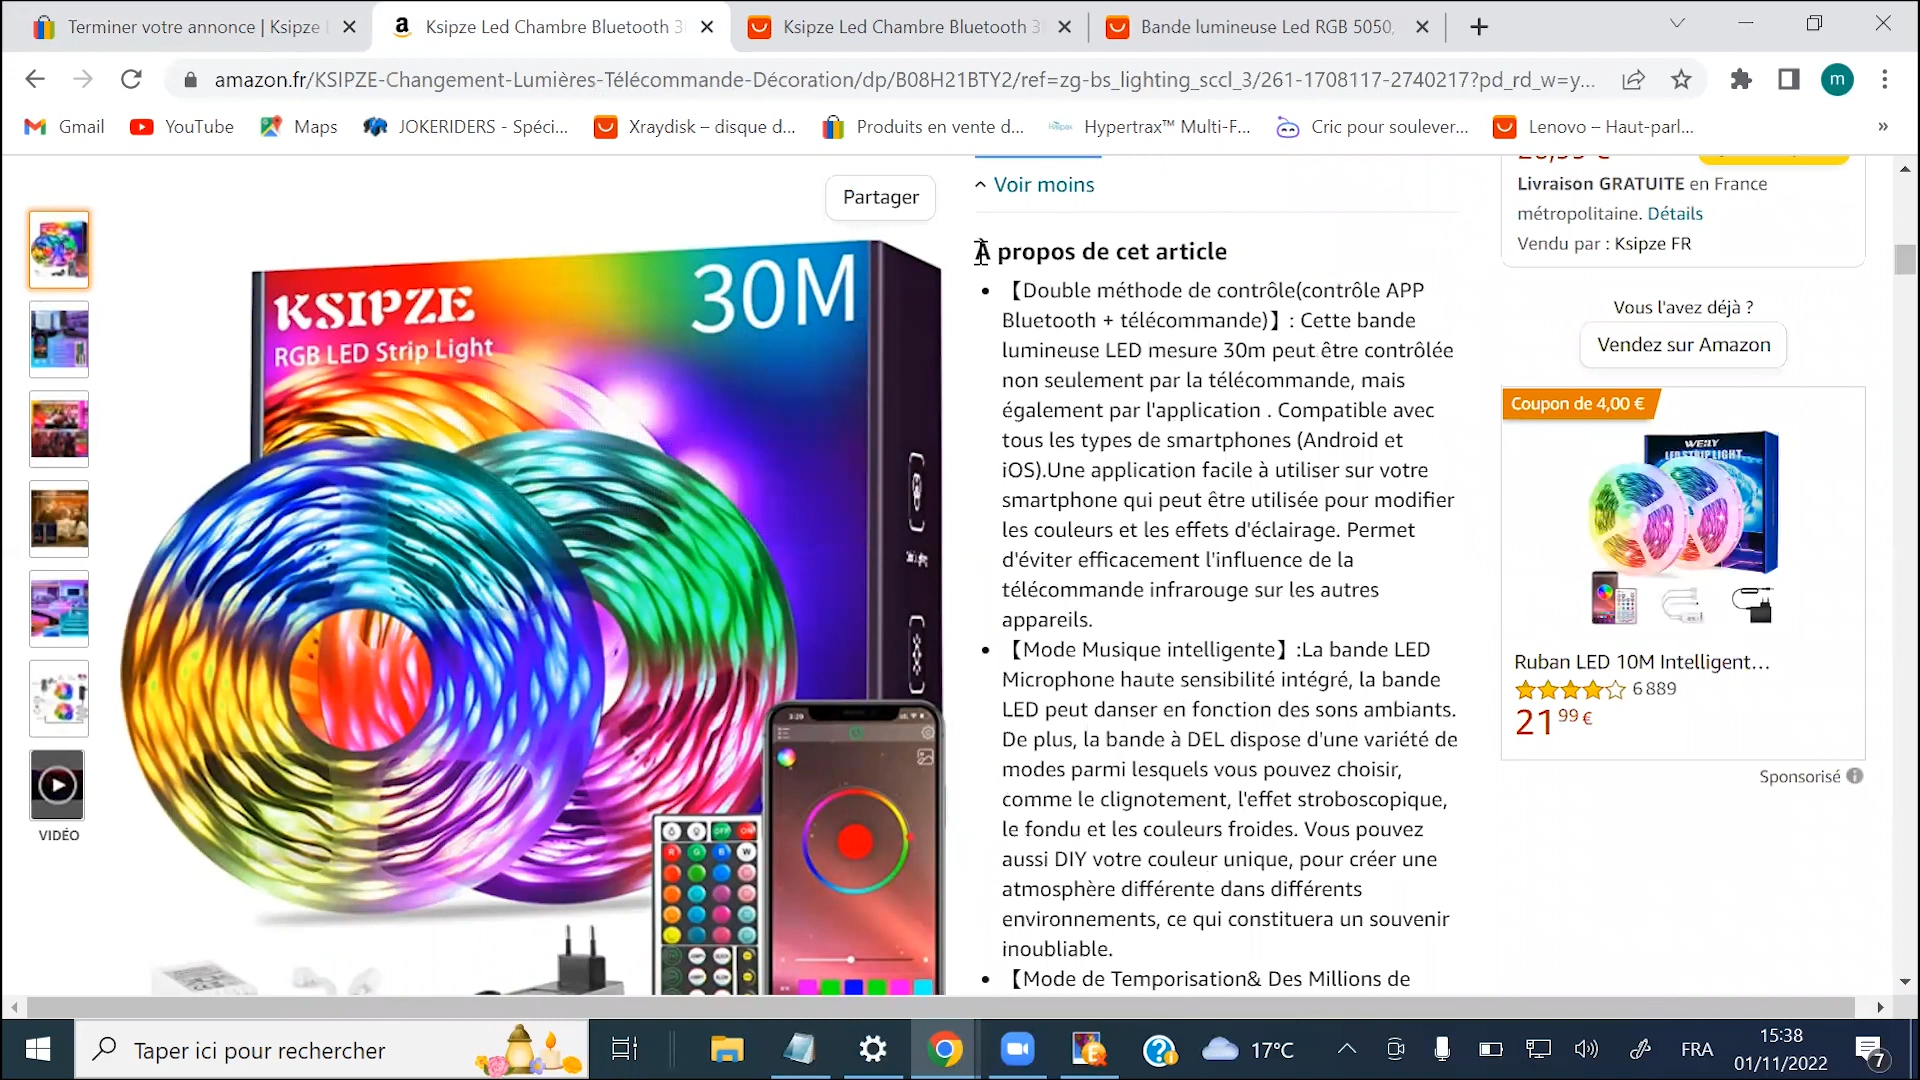 Terminer votre annonce | Ksipze
Ksipze Led Chambre Bluetooth 3
Ksipze Led Chambre Bluetooth 3
Bande lumineuse Led RGB 5050,
amazon.fr/KSIPZE-Changement-Lumières-Télécommande-Décoration/dp/B08H21BTY2/ref=zg-bs_lighting_sccl_3/261-1708117-2740217?pd_rd_w=y...
m
Gmail
YouTube
Maps
JOKERIDERS - Spéci...
Xraydisk – disque d...
Produits en vente d...
Hypertrax™ Multi-F...
Cric pour soulever...
Lenovo – Haut-parl...
»
Partager
VIDÉO
KSIPZE
RGB LED Strip Light
30M
3:29
Voir moins
À propos de cet article
• 【Double méthode de contrôle(contrôle APP
Bluetooth + télécommande)】: Cette bande
lumineuse LED mesure 30m peut être contrôlée
non seulement par la télécommande, mais
également par l'application . Compatible avec
tous les types de smartphones (Android et
iOS).Une application facile à utiliser sur votre
smartphone qui peut être utilisée pour modifier
les couleurs et les effets d'éclairage. Permet
d'éviter efficacement l'influence de la
télécommande infrarouge sur les autres
appareils.
• 【Mode Musique intelligente】:La bande LED
Microphone haute sensibilité intégré, la bande
LED peut danser en fonction des sons ambiants.
De plus, la bande à DEL dispose d'une variété de
modes parmi lesquels vous pouvez choisir,
comme le clignotement, l'effet stroboscopique,
le fondu et les couleurs froides. Vous pouvez
aussi DIY votre couleur unique, pour créer une
atmosphère différente dans différents
environnements, ce qui constituera un souvenir
inoubliable.
• 【Mode de Temporisation& Des Millions de
Livraison GRATUITE en France
métropolitaine. Détails
Vendu par : Ksipze FR
Vous l'avez déjà ?
Vendez sur Amazon
Coupon de 4,00 €
WELLY
LED STRIP LIGHT
Ruban LED 10M Intelligent...
6 889
21 99 €
Sponsorisé
Taper ici pour rechercher
17°C
FRA
15:38
01/11/2022
7